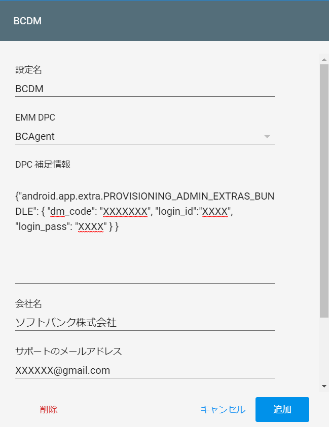 BCDM
設定名
BCDM
EMM DPC
BCAgent
DPC 補足情報
{"android.app.extra.PROVISIONING_ADMIN_EXTRAS_BUN
DLE": { "dm_code": "XXXXXXX", "login_id":"XXXX",
"login_pass": "XXXX" } }
会社名
ソフトバンク株式会社
サポートのメールアドレス
XXXXXX@gmail.com
削除
キャンセル
追加